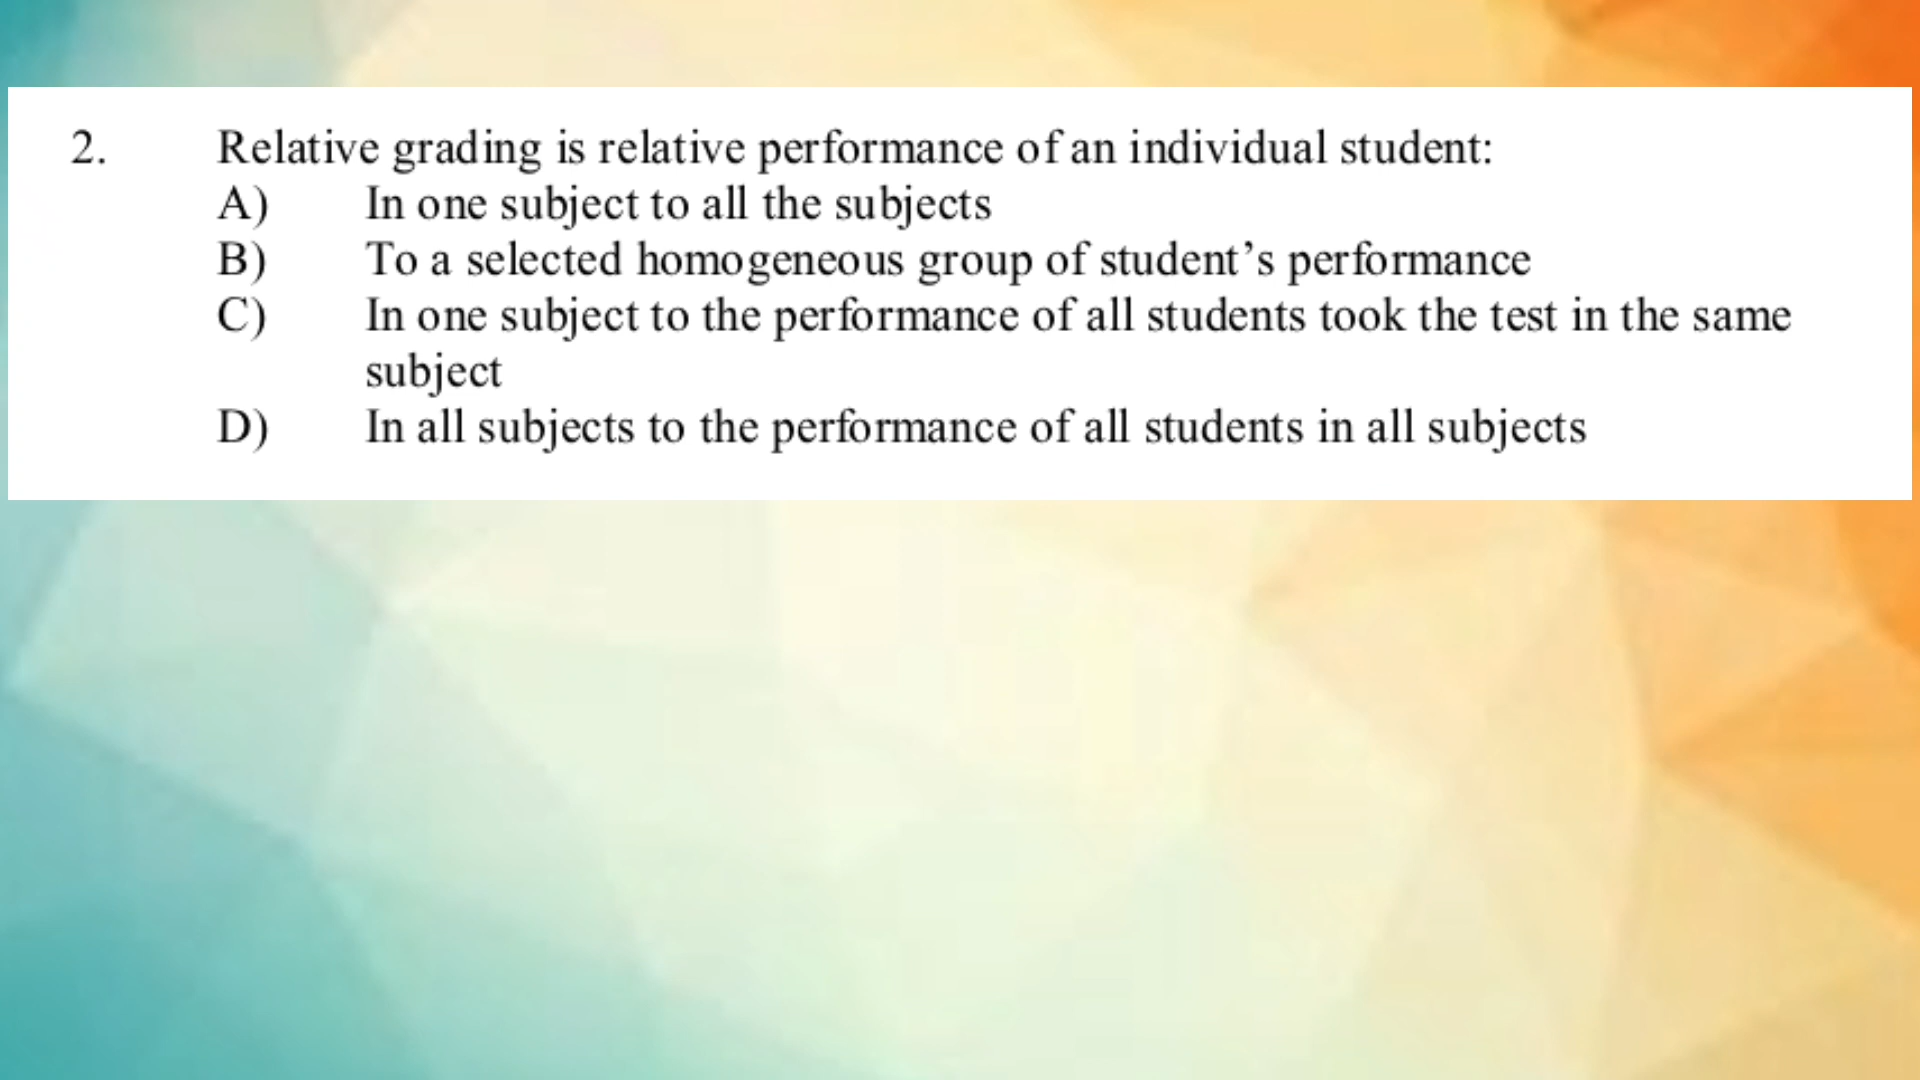 2. Relative grading is relative performance of an individual student:
A) In one subject to all the subjects
B) To a selected homogeneous group of student’s performance
C) In one subject to the performance of all students took the test in the same
subject
D) In all subjects to the performance of all students in all subjects